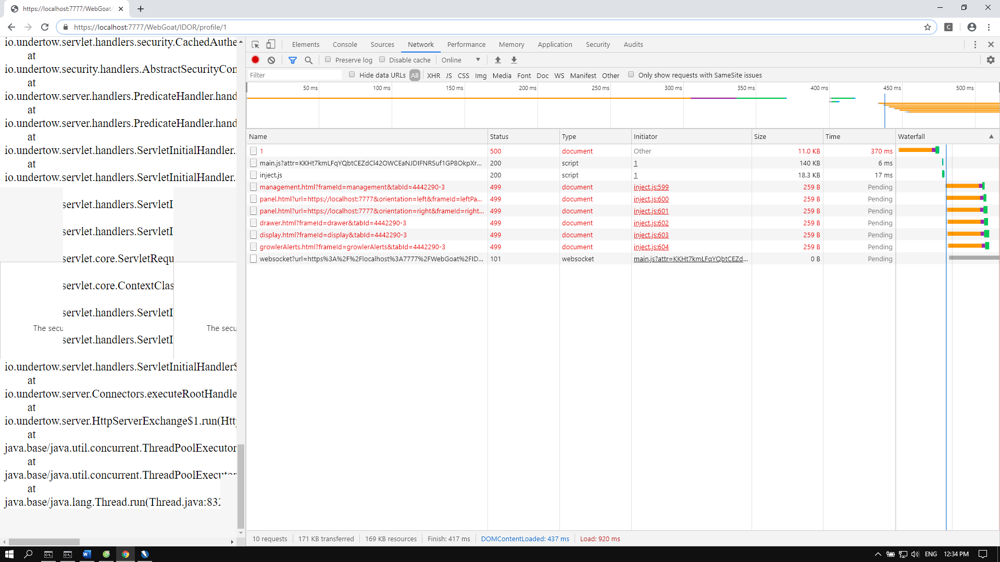 https://localhost:7777/WebGoat/
https://localhost:7777/WebGoat/IDOR/profile/1
C
io.undertow.servlet.handlers.security.CachedAuthe
at
io.undertow.security.handlers.AbstractSecurityCon
at
io.undertow.server.handlers.PredicateHandler.hand
at
io.undertow.server.handlers.PredicateHandler.hand
at
io.undertow.servlet.handlers.ServletInitialHandler.
at
io.undertow.servlet.handlers.ServletInitialHandler.
servlet.handlers.ServletI
servlet.handlers.ServletI
servlet.core.ServletRequ
servlet.core.ContextClas
servlet.handlers.ServletI
The secu The secu
servlet.handlers.ServletI
io.undertow.servlet.handlers.ServletInitialHandler$
at
io.undertow.server.Connectors.executeRootHandle
at
io.undertow.server.HttpServerExchange$1.run(Http
at
java.base/java.util.concurrent.ThreadPoolExecutor
at
java.base/java.util.concurrent.ThreadPoolExecutor
at
java.base/java.lang.Thread.run(Thread.java:832
Elements Console Sources Network Performance Memory Application Security Audits
Preserve log Disable cache Online
Filter Hide data URLs All XHR JS CSS Img Media Font Doc WS Manifest Other Only show requests with SameSite issues
50 ms 100 ms 150 ms 200 ms 250 ms 300 ms 350 ms 400 ms 450 ms 500 ms
Name Status Type Initiator Size Time Waterfall
1 500 document Other 11.0 KB 370 ms
main.js?attr=KKHt7kmLFqYQbtCEZdCl42OWCEaNJDIFNRSuf1GP8OkpXr... 200 script 1 140 KB 6 ms
inject.js 200 script 1 18.3 KB 17 ms
management.html?frameId=management&tabId=4442290-3 499 document inject.js:599 259 B Pending
panel.html?url=https://localhost:7777&orientation=left&frameId=leftPa... 499 document inject.js:600 259 B Pending
panel.html?url=https://localhost:7777&orientation=right&frameId=right... 499 document inject.js:601 259 B Pending
drawer.html?frameId=drawer&tabId=4442290-3 499 document inject.js:602 259 B Pending
display.html?frameId=display&tabId=4442290-3 499 document inject.js:603 259 B Pending
growlerAlerts.html?frameId=growlerAlerts&tabId=4442290-3 499 document inject.js:604 259 B Pending
websocket?url=https%3A%2F%2Flocalhost%3A7777%2FWebGoat%2FID... 101 websocket main.js?attr=KKHt7kmLFqYQbtCEZd... 0 B Pending
10 requests 171 KB transferred 169 KB resources Finish: 417 ms DOMContentLoaded: 437 ms Load: 920 ms
ENG 12:34 PM